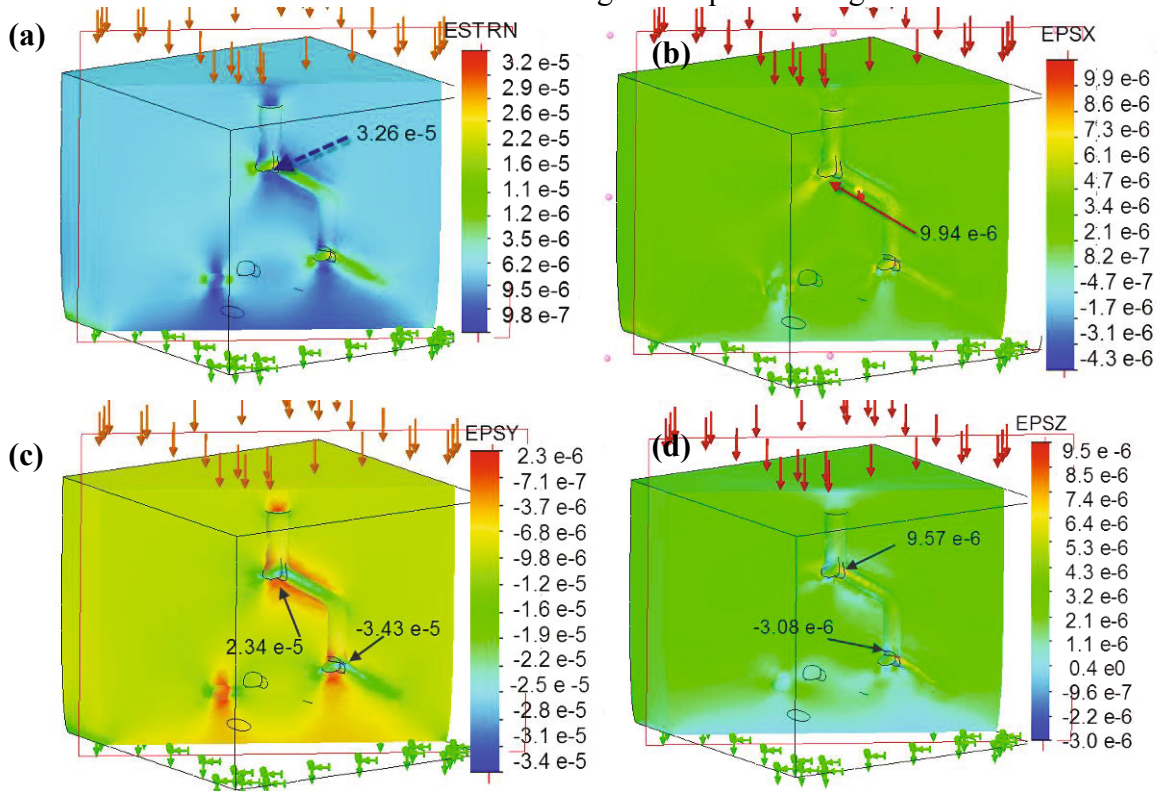 (a)
ESTRN
3.2 e-5
2.9 e-5
2.2 e-5
1.6 e-5
1.1 e-5
1.2 e-6
3.5 e-6
6.2 e-6
9.5 e-6
9.8 e-7
3.26 e-5
(b)
EPSX
9.9 e-6
8.6 e-6
7.3 e-6
6.1 e-6
4.7 e-6
3.4 e-6
2.1 e-6
8.2 e-7
-4.7 e-7
-1.7 e-6
-3.1 e-6
-4.3 e-6
9.94 e-6
(c)
EPSY
2.3 e-6
-7.1 e-7
-3.7 e-6
-6.8 e-6
-9.8 e-6
-1.2 e-5
-1.6 e-5
-1.9 e-5
-2.2 e-5
-2.5 e-5
-2.8 e-5
-3.1 e-5
-3.4 e-5
2.34 e-5
-3.43 e-5
(d)
EPSZ
9.5 e -6
8.5 e-6
7.4 e-6
6.4 e-6
5.3 e-6
4.3 e-6
3.2 e-6
2.1 e-6
1.1 e-6
0.4 e0
-9.6 e-7
-2.2 e-6
-3.0 e-6
9.57 e-6
-3.08 e-6